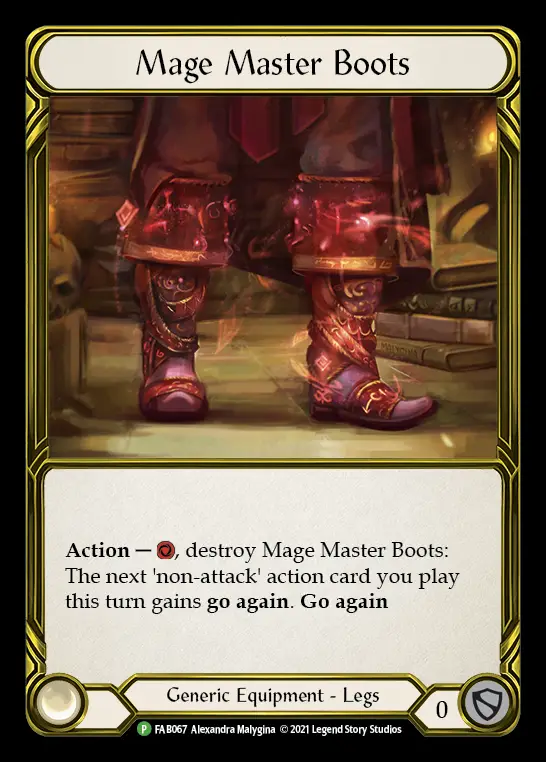 Mage Master Boots
Action — , destroy Mage Master Boots:
The next 'non-attack' action card you play
this turn gains go again. Go again
Generic Equipment - Legs
0
P FAB067 Alexandra Malygina © 2021 Legend Story Studios